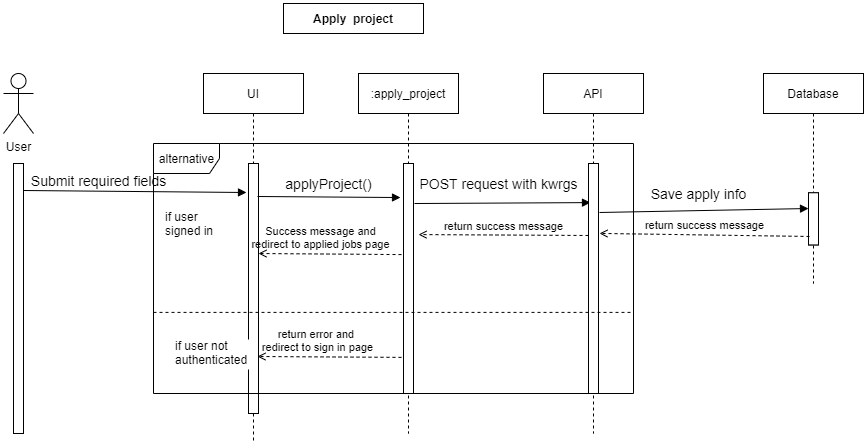 Apply project
UI
:apply_project
API
Database
User
alternative
Submit required fields
applyProject()
POST request with kwrgs
Save apply info
if user
signed in
Success message and
redirect to applied jobs page
return success message
return success message
if user not
authenticated
return error and
redirect to sign in page